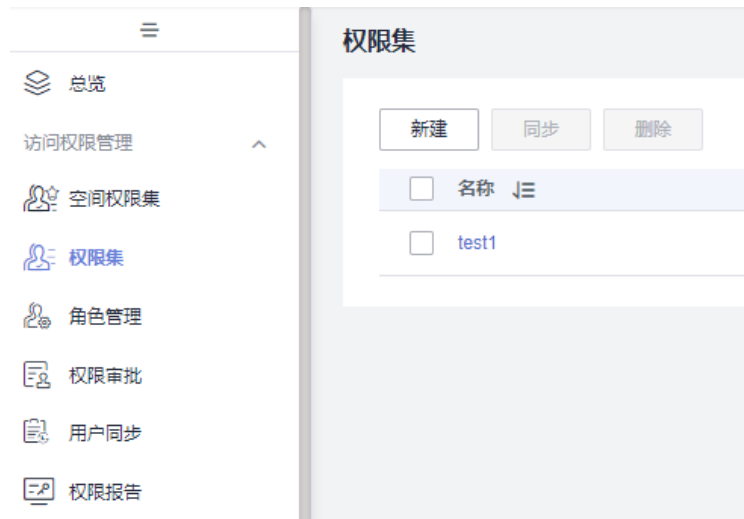 总览
访问权限管理
空间权限集
权限集
角色管理
权限审批
用户同步
权限报告
权限集
新建 同步 删除
名称
test1